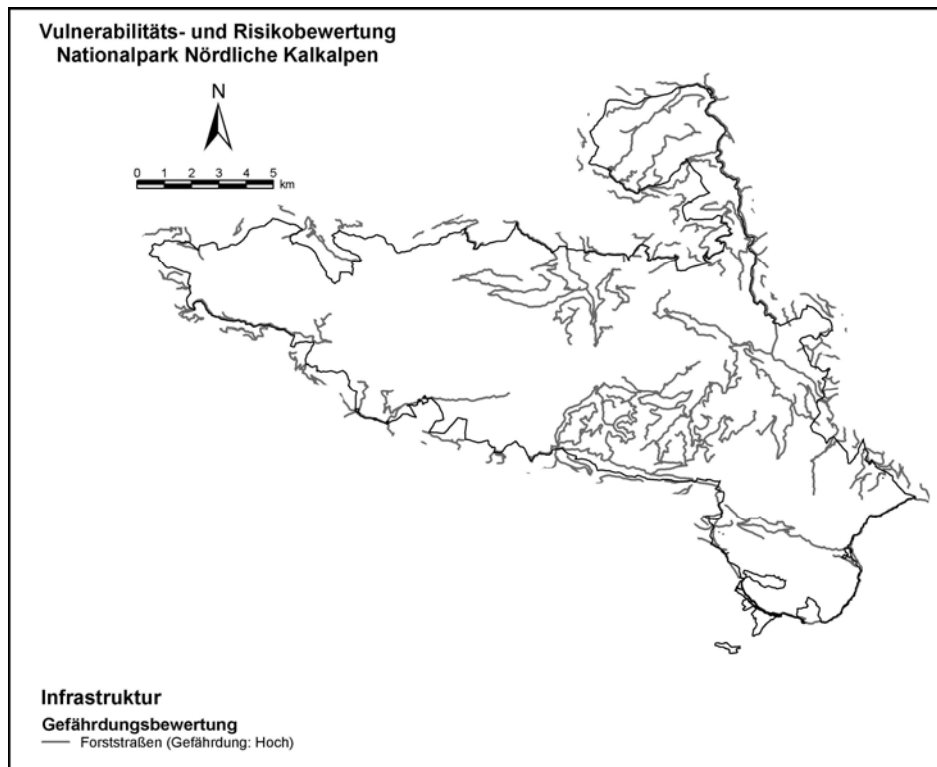 Vulnerabilitäts- und Risikobewertung
Nationalpark Nördliche Kalkalpen
N
0 1 2 3 4 5
km
Infrastruktur
Gefährdungsbewertung
Forststraßen (Gefährdung: Hoch)